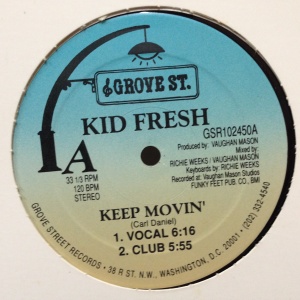 GROVE ST.
KID FRESH
GSR102450A
Produced by: VAUGHAN MASON
Mixed by:
RICHIE WEEKS / VAUGHAN MASON
Keyboards by:
RICHIE WEEKS
Recorded at: Vaughan Mason Studios
FUNKY FEET PUB. CO., BMI
1A
33 1/3 RPM
120 BPM
STEREO
KEEP MOVIN'
(Carl Daniel)
1. VOCAL 6:16
2. CLUB 5:55
GROVE STREET RECORDS • 38 R ST. N.W., WASHINGTON, D.C. 20001 • (202) 332-4540